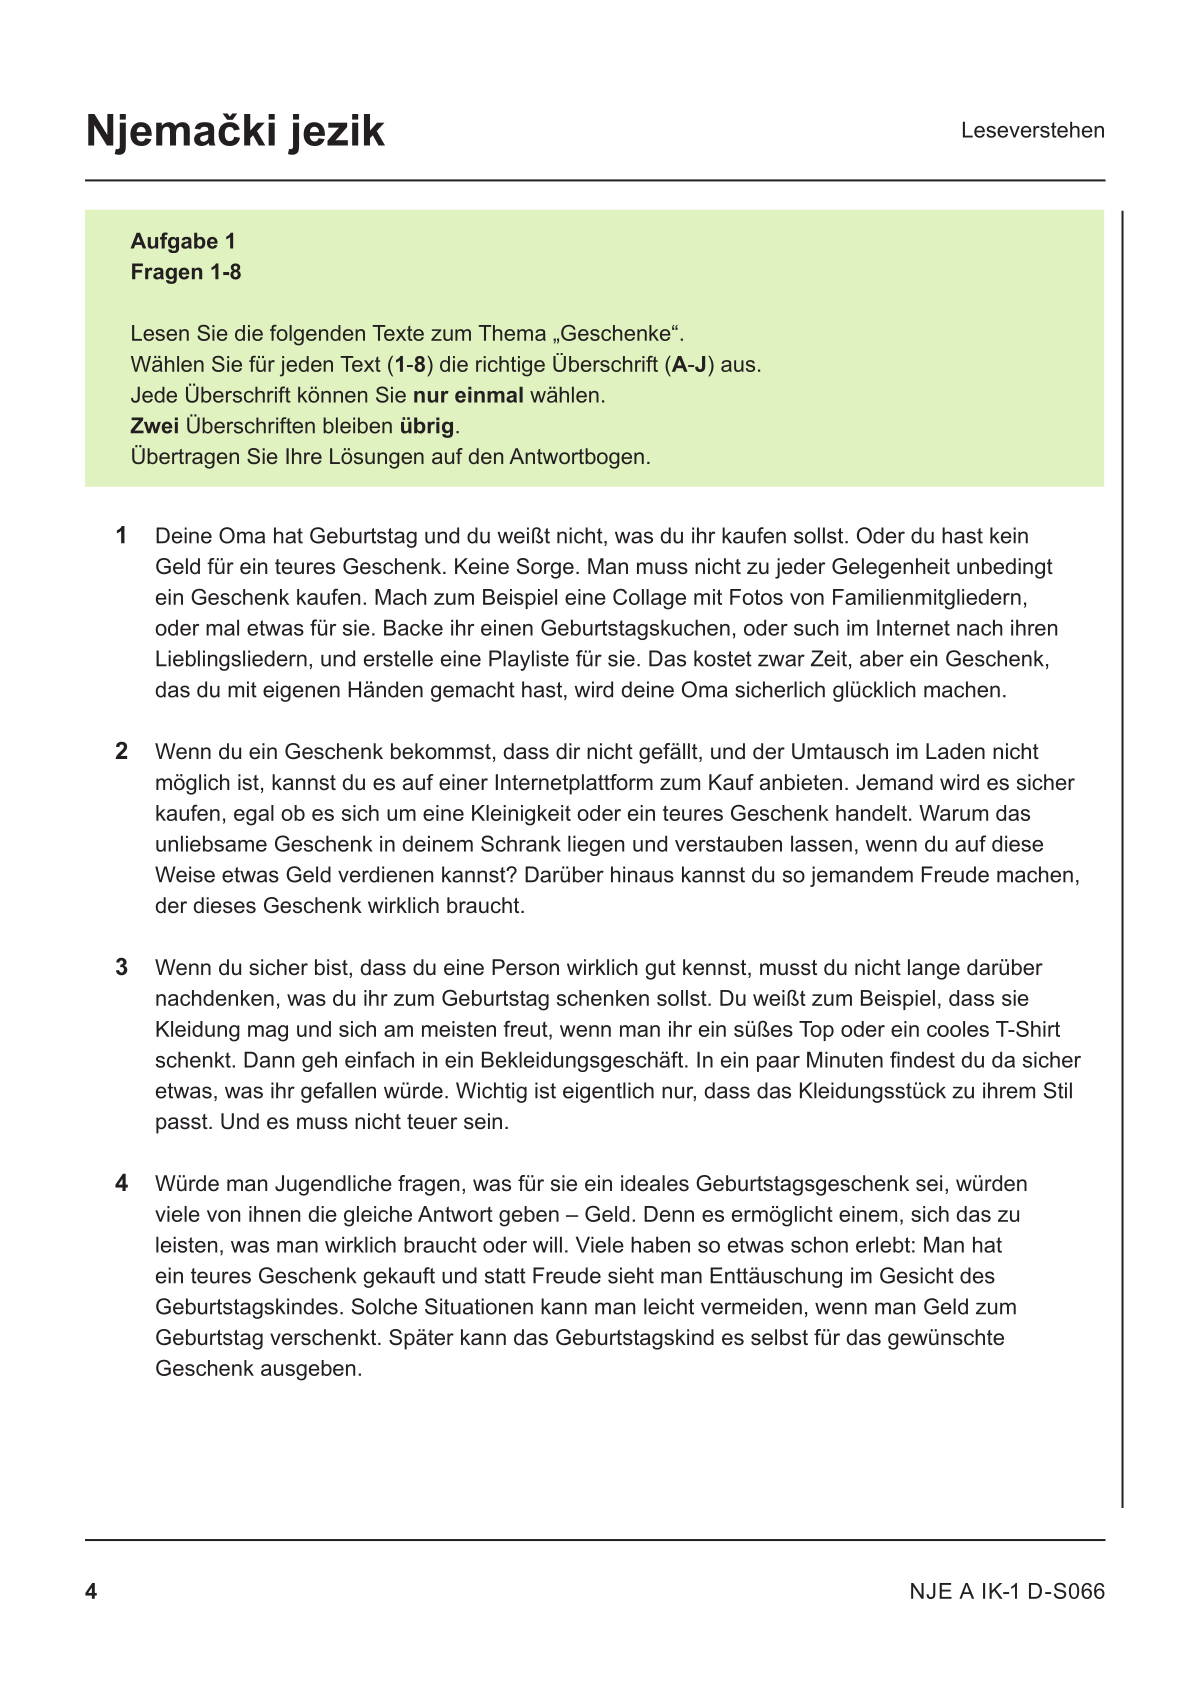 Njemački jezik
Leseverstehen
Aufgabe 1
Fragen 1-8
Lesen Sie die folgenden Texte zum Thema „Geschenke“.
Wählen Sie für jeden Text (1-8) die richtige Überschrift (A-J) aus.
Jede Überschrift können Sie nur einmal wählen.
Zwei Überschriften bleiben übrig.
Übertragen Sie Ihre Lösungen auf den Antwortbogen.
1 Deine Oma hat Geburtstag und du weißt nicht, was du ihr kaufen sollst. Oder du hast kein
Geld für ein teures Geschenk. Keine Sorge. Man muss nicht zu jeder Gelegenheit unbedingt
ein Geschenk kaufen. Mach zum Beispiel eine Collage mit Fotos von Familienmitgliedern,
oder mal etwas für sie. Backe ihr einen Geburtstagskuchen, oder such im Internet nach ihren
Lieblingsliedern, und erstelle eine Playliste für sie. Das kostet zwar Zeit, aber ein Geschenk,
das du mit eigenen Händen gemacht hast, wird deine Oma sicherlich glücklich machen.
2 Wenn du ein Geschenk bekommst, dass dir nicht gefällt, und der Umtausch im Laden nicht
möglich ist, kannst du es auf einer Internetplattform zum Kauf anbieten. Jemand wird es sicher
kaufen, egal ob es sich um eine Kleinigkeit oder ein teures Geschenk handelt. Warum das
unliebsame Geschenk in deinem Schrank liegen und verstauben lassen, wenn du auf diese
Weise etwas Geld verdienen kannst? Darüber hinaus kannst du so jemandem Freude machen,
der dieses Geschenk wirklich braucht.
3 Wenn du sicher bist, dass du eine Person wirklich gut kennst, musst du nicht lange darüber
nachdenken, was du ihr zum Geburtstag schenken sollst. Du weißt zum Beispiel, dass sie
Kleidung mag und sich am meisten freut, wenn man ihr ein süßes Top oder ein cooles T-Shirt
schenkt. Dann geh einfach in ein Bekleidungsgeschäft. In ein paar Minuten findest du da sicher
etwas, was ihr gefallen würde. Wichtig ist eigentlich nur, dass das Kleidungsstück zu ihrem Stil
passt. Und es muss nicht teuer sein.
4 Würde man Jugendliche fragen, was für sie ein ideales Geburtstagsgeschenk sei, würden
viele von ihnen die gleiche Antwort geben – Geld. Denn es ermöglicht einem, sich das zu
leisten, was man wirklich braucht oder will. Viele haben so etwas schon erlebt: Man hat
ein teures Geschenk gekauft und statt Freude sieht man Enttäuschung im Gesicht des
Geburtstagskindes. Solche Situationen kann man leicht vermeiden, wenn man Geld zum
Geburtstag verschenkt. Später kann das Geburtstagskind es selbst für das gewünschte
Geschenk ausgeben.
4
NJE A IK-1 D-S066